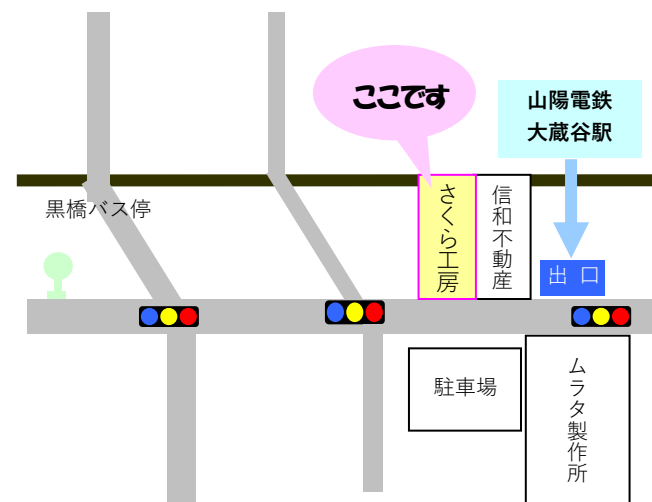 ここです
山陽電鉄
大蔵谷駅
黒橋バス停
さくら工房
信和不動産
出 口
駐車場
ムラタ製作所